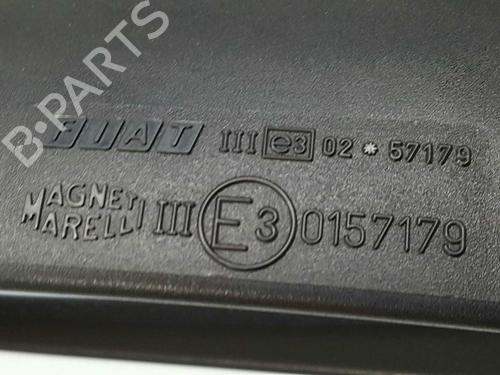 B-PARTS
FIAT III e3 02 * 57179
MAGNETI
MARELLI III E3 0157179